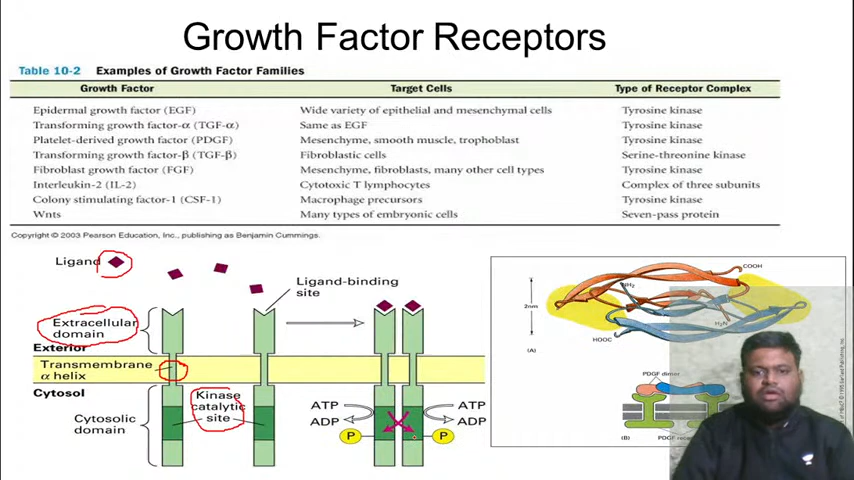 Growth Factor Receptors
Table 10-2 Examples of Growth Factor Families
Growth Factor Target Cells Type of Receptor Complex
Epidermal growth factor (EGF) Wide variety of epithelial and mesenchymal cells Tyrosine kinase
Transforming growth factor-α (TGF-α) Same as EGF Tyrosine kinase
Platelet-derived growth factor (PDGF) Mesenchyme, smooth muscle, trophoblast Tyrosine kinase
Transforming growth factor-β (TGF-β) Fibroblastic cells Serine-threonine kinase
Fibroblast growth factor (FGF) Mesenchyme, fibroblasts, many other cell types Tyrosine kinase
Interleukin-2 (IL-2) Cytotoxic T lymphocytes Complex of three subunits
Colony stimulating factor-1 (CSF-1) Macrophage precursors Tyrosine kinase
Wnts Many types of embryonic cells Seven-pass protein
Copyright © 2003 Pearson Education, Inc., publishing as Benjamin Cummings.
Ligand
Ligand-binding
site
Extracellular
domain
Exterior
Transmembrane
α helix
Cytosol
Kinase
catalytic
site
Cytosolic
domain
ATP
ADP
P
ATP
ADP
P
COOH
NH2
2nm
H2N
HOOC
(A)
PDGF dimer
(B)
PDGF